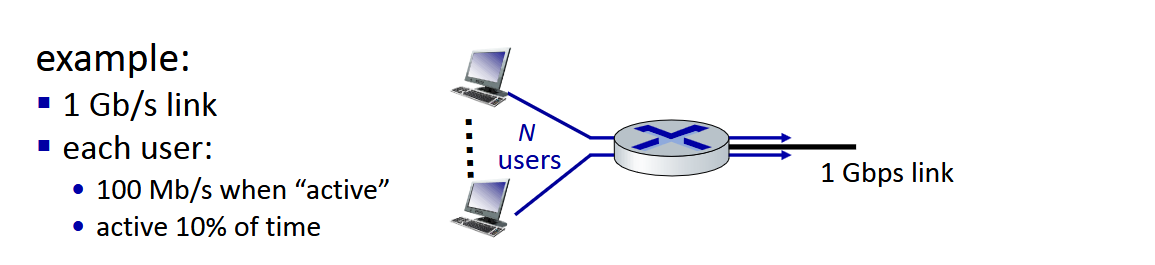 example:
1 Gb/s link
each user:
100 Mb/s when “active”
active 10% of time
N
users
1 Gbps link